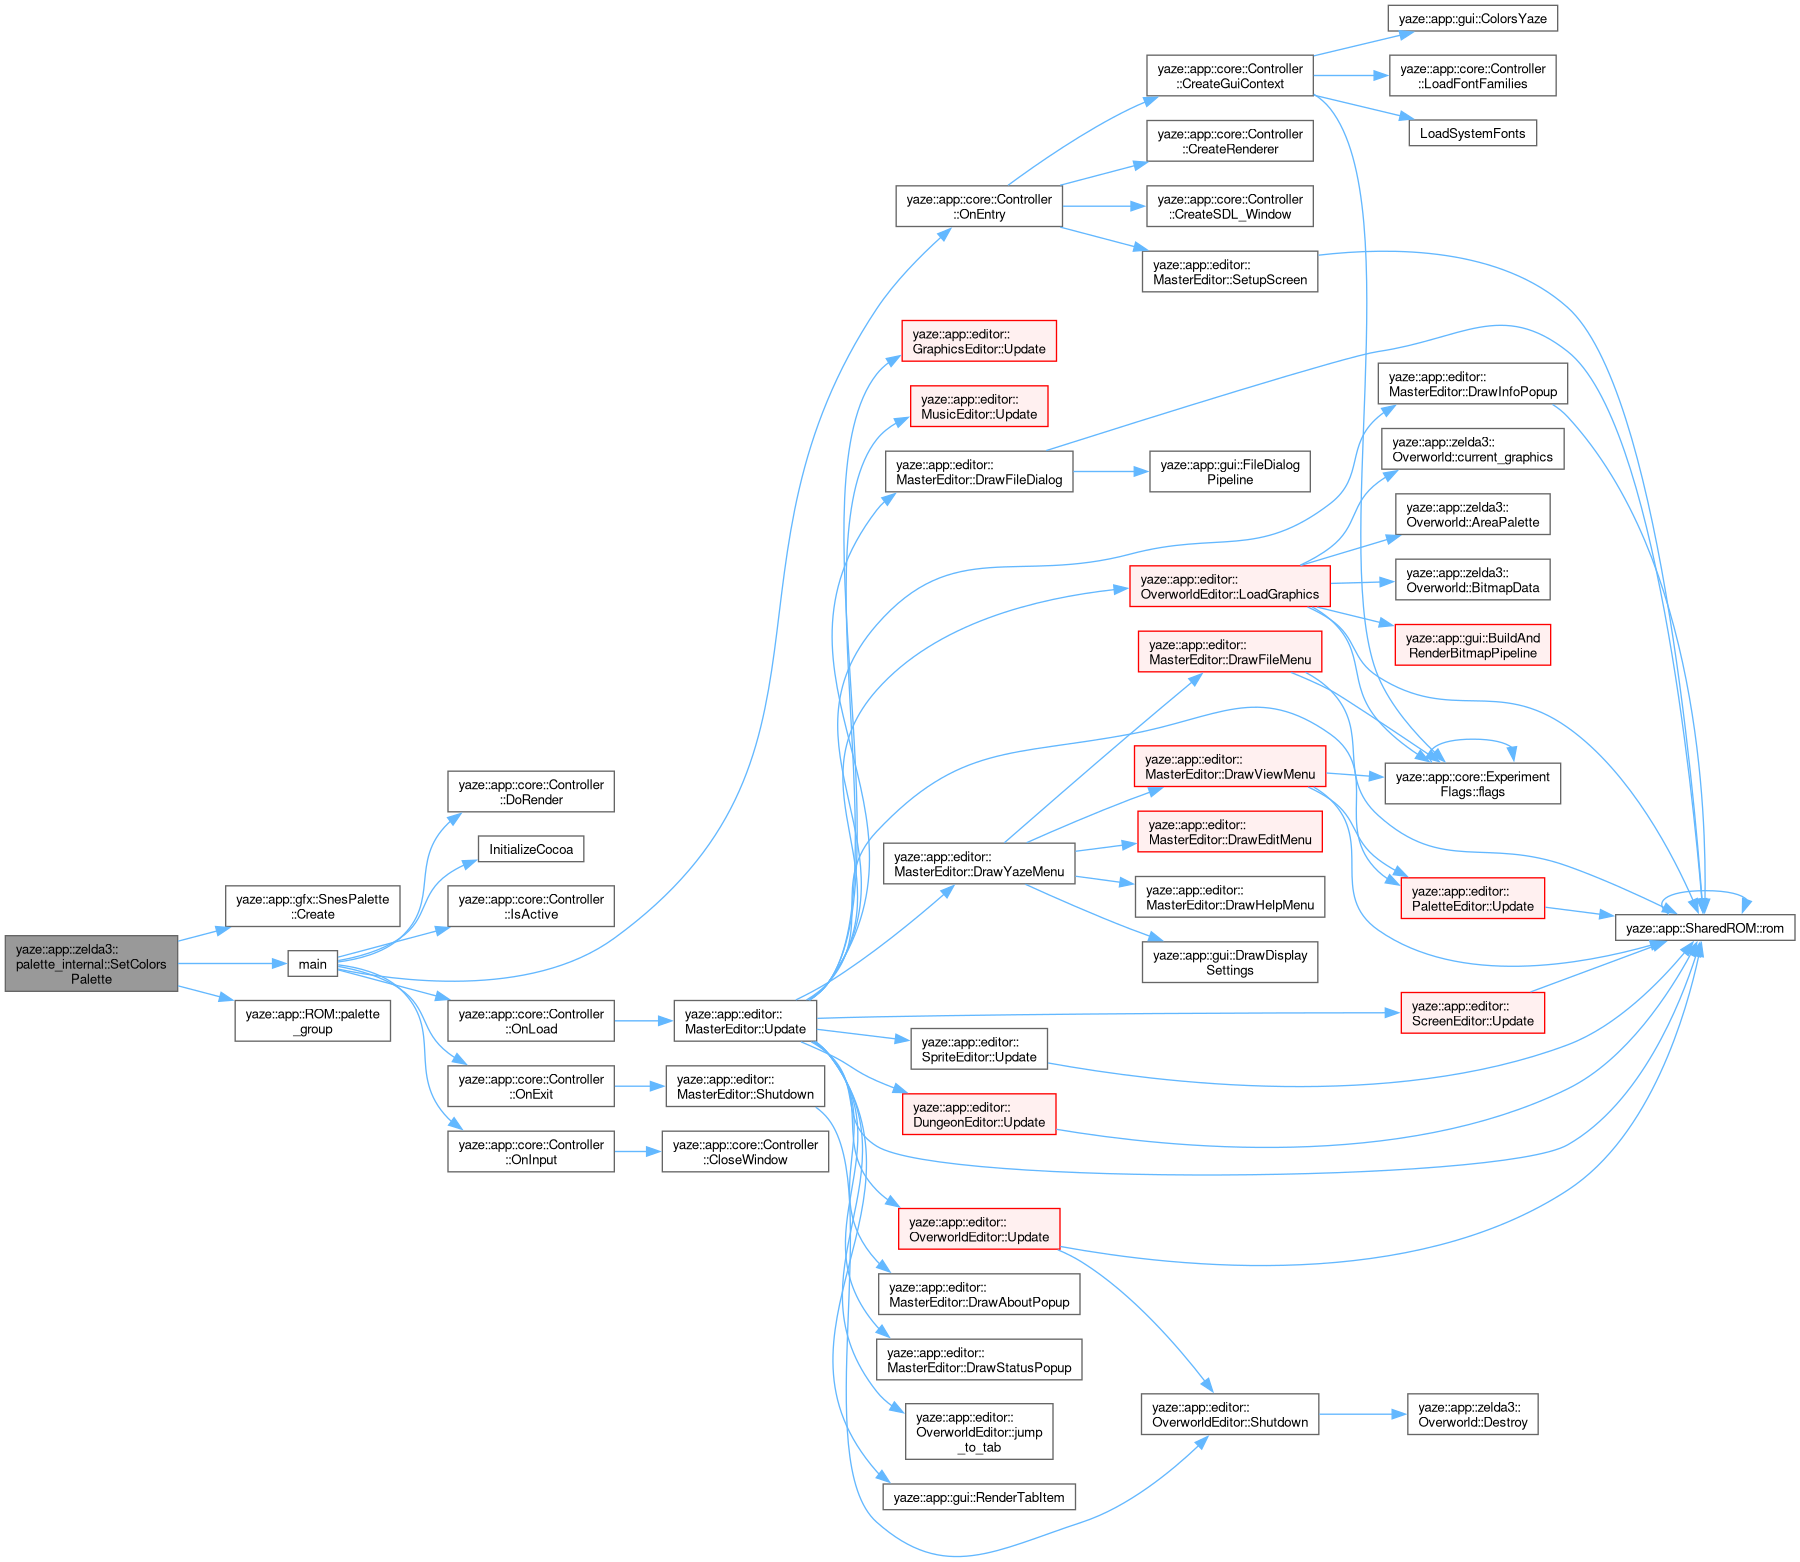 yaze::app::gui::ColorsYaze
yaze::app::core::Controller
::CreateGuiContext
yaze::app::core::Controller
::LoadFontFamilies
LoadSystemFonts
yaze::app::core::Controller
::CreateRenderer
yaze::app::core::Controller
::OnEntry
yaze::app::core::Controller
::CreateSDL_Window
yaze::app::editor::
MasterEditor::SetupScreen
yaze::app::editor::
GraphicsEditor::Update
yaze::app::editor::
MasterEditor::DrawInfoPopup
yaze::app::editor::
MusicEditor::Update
yaze::app::zelda3::
Overworld::current_graphics
yaze::app::editor::
MasterEditor::DrawFileDialog
yaze::app::gui::FileDialog
Pipeline
yaze::app::zelda3::
Overworld::AreaPalette
yaze::app::editor::
OverworldEditor::LoadGraphics
yaze::app::zelda3::
Overworld::BitmapData
yaze::app::gui::BuildAnd
RenderBitmapPipeline
yaze::app::editor::
MasterEditor::DrawFileMenu
yaze::app::editor::
MasterEditor::DrawViewMenu
yaze::app::core::Experiment
Flags::flags
yaze::app::core::Controller
::DoRender
yaze::app::editor::
MasterEditor::DrawEditMenu
InitializeCocoa
yaze::app::editor::
MasterEditor::DrawYazeMenu
yaze::app::gfx::SnesPalette
::Create
yaze::app::core::Controller
::IsActive
yaze::app::editor::
MasterEditor::DrawHelpMenu
yaze::app::editor::
PaletteEditor::Update
yaze::app::SharedROM::rom
yaze::app::zelda3::
palette_internal::SetColors
Palette
main
yaze::app::gui::DrawDisplay
Settings
yaze::app::ROM::palette
_group
yaze::app::core::Controller
::OnLoad
yaze::app::editor::
MasterEditor::Update
yaze::app::editor::
ScreenEditor::Update
yaze::app::editor::
SpriteEditor::Update
yaze::app::core::Controller
::OnExit
yaze::app::editor::
MasterEditor::Shutdown
yaze::app::editor::
DungeonEditor::Update
yaze::app::core::Controller
::OnInput
yaze::app::core::Controller
::CloseWindow
yaze::app::editor::
OverworldEditor::Update
yaze::app::editor::
MasterEditor::DrawAboutPopup
yaze::app::editor::
MasterEditor::DrawStatusPopup
yaze::app::editor::
OverworldEditor::jump
_to_tab
yaze::app::editor::
OverworldEditor::Shutdown
yaze::app::zelda3::
Overworld::Destroy
yaze::app::gui::RenderTabItem